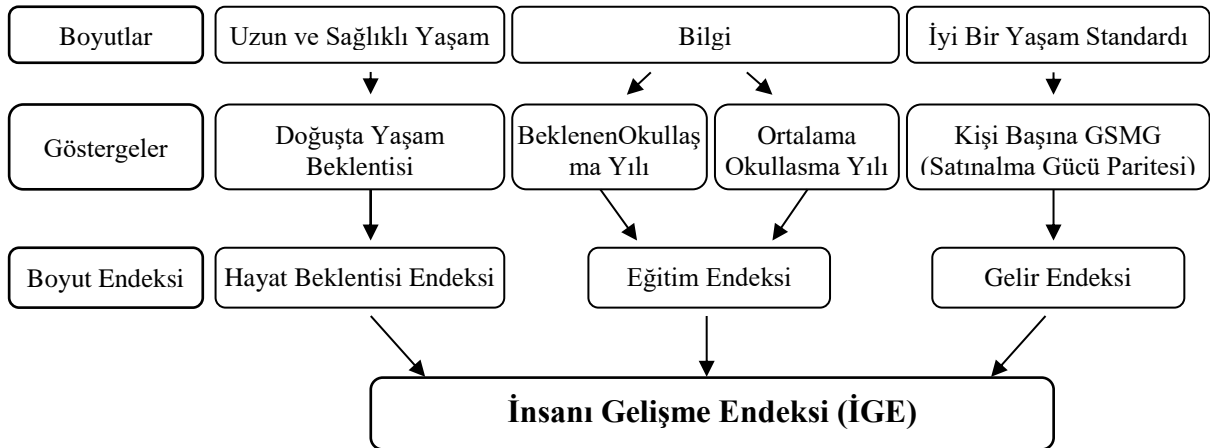 Boyutlar
Uzun ve Sağlıklı Yaşam
Bilgi
İyi Bir Yaşam Standardı
Göstergeler
Doğuşta Yaşam
Beklentisi
BeklenenOkullaş
ma Yılı
Ortalama
Okullasma Yılı
Kişi Başına GSMG
(Satınalma Gücü Paritesi)
Boyut Endeksi
Hayat Beklentisi Endeksi
Eğitim Endeksi
Gelir Endeksi
İnsanı Gelişme Endeksi (İGE)